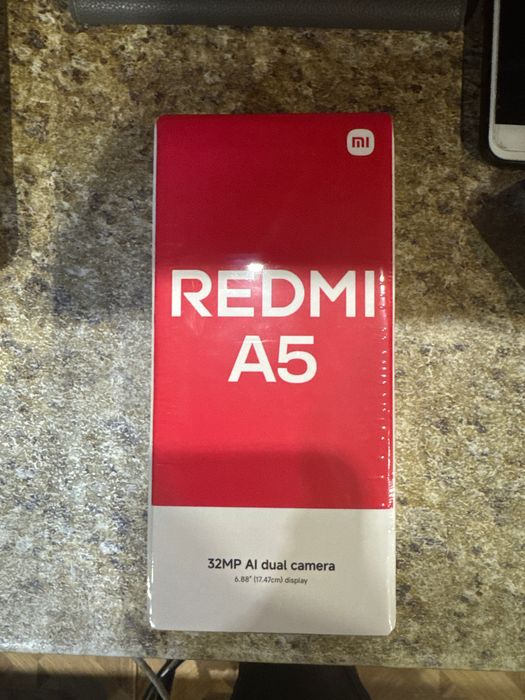 mi
REDMI
A5
32MP AI dual camera
6.88" (17.47cm) display